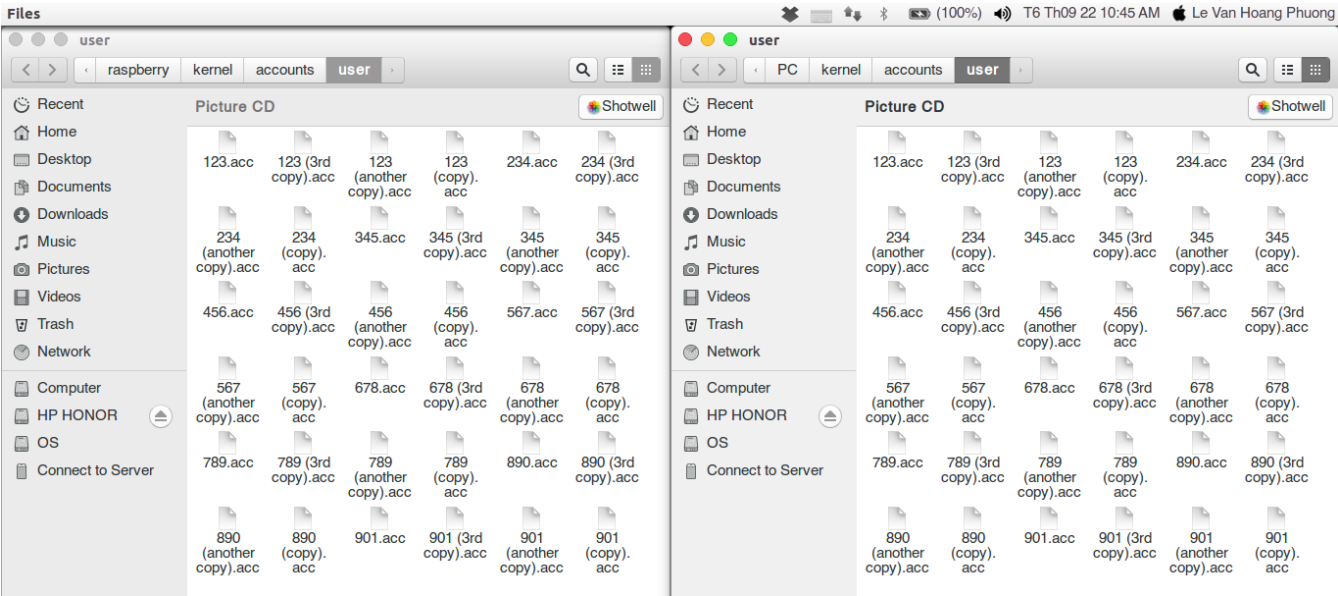 Files
(100%)
T6 Th09 22 10:45 AM
Le Van Hoang Phuong
user
raspberry
kernel
accounts
user
Recent
Home
Desktop
Documents
Downloads
Music
Pictures
Videos
Trash
Network
Computer
HP HONOR
OS
Connect to Server
Picture CD
Shotwell
123.acc
123 (3rd
copy).acc
123
(another
copy).acc
123
(copy).
acc
234.acc
234 (3rd
copy).acc
234
(another
copy).acc
234
(copy).
acc
345.acc
345 (3rd
copy).acc
345
(another
copy).acc
345
(copy).
acc
456.acc
456 (3rd
copy).acc
456
(another
copy).acc
456
(copy).
acc
567.acc
567 (3rd
copy).acc
567
(another
copy).acc
567
(copy).
acc
678.acc
678 (3rd
copy).acc
678
(another
copy).acc
678
(copy).
acc
789.acc
789 (3rd
copy).acc
789
(another
copy).acc
789
(copy).
acc
890.acc
890 (3rd
copy).acc
890
(another
copy).acc
890
(copy).
acc
901.acc
901 (3rd
copy).acc
901
(another
copy).acc
901
(copy).
acc
user
PC
kernel
accounts
user
Recent
Home
Desktop
Documents
Downloads
Music
Pictures
Videos
Trash
Network
Computer
HP HONOR
OS
Connect to Server
Picture CD
Shotwell
123.acc
123 (3rd
copy).acc
123
(another
copy).acc
123
(copy).
acc
234.acc
234 (3rd
copy).acc
234
(another
copy).acc
234
(copy).
acc
345.acc
345 (3rd
copy).acc
345
(another
copy).acc
345
(copy).
acc
456.acc
456 (3rd
copy).acc
456
(another
copy).acc
456
(copy).
acc
567.acc
567 (3rd
copy).acc
567
(another
copy).acc
567
(copy).
acc
678.acc
678 (3rd
copy).acc
678
(another
copy).acc
678
(copy).
acc
789.acc
789 (3rd
copy).acc
789
(another
copy).acc
789
(copy).
acc
890.acc
890 (3rd
copy).acc
890
(another
copy).acc
890
(copy).
acc
901.acc
901 (3rd
copy).acc
901
(another
copy).acc
901
(copy).
acc